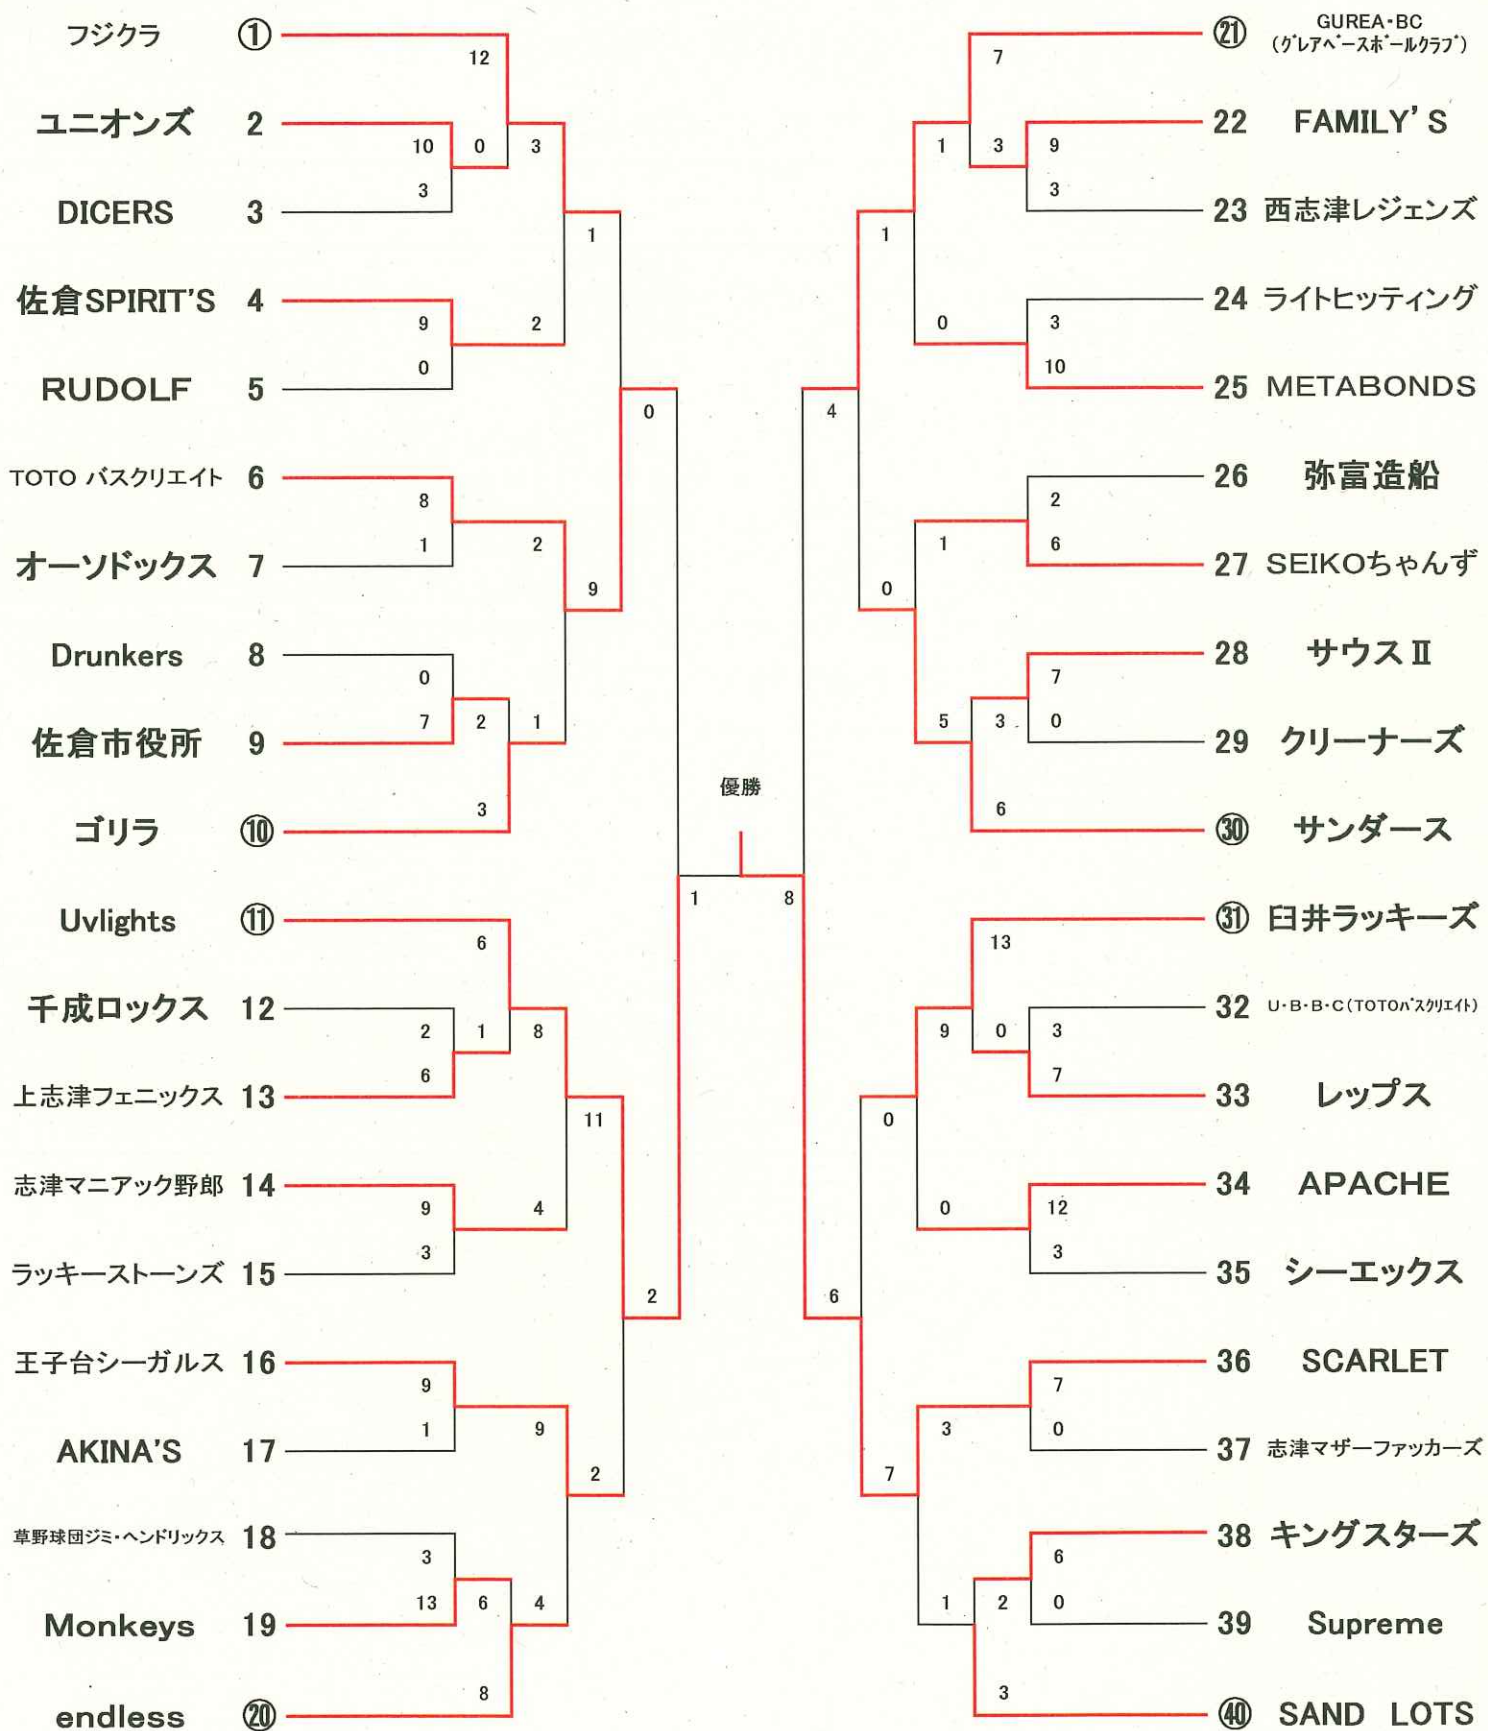 フジクラ ①
12
ユニオンズ 2
10 0 3
3
DICERS 3
1
佐倉SPIRIT'S 4
9 2
0
RUDOLF 5
0
TOTO バスクリエイト 6
8
1 2
オーソドックス 7
9
Drunkers 8
0
7 2 1
佐倉市役所 9
3
ゴリラ ⑩
Uvlights ⑪
6
千成ロックス 12
2 1 8
6
上志津フェニックス 13
11
志津マニアック野郎 14
9 4
3
ラッキーストーンズ 15
2
王子台シーガルス 16
9
1 9
AKINA'S 17
2
草野球団ジミ・ヘンドリックス 18
3
13 6 4
Monkeys 19
8
endless ⑳
優勝
1 8
㉑ GUREA・BC
(グレアベースボールクラブ)
7
22 FAMILY'S
1 3 9
3
23 西志津レジェンズ
1
24 ライトヒッティング
0 3
10
25 METABONDS
4
26 弥富造船
2
1 6
27 SEIKOちゃんず
0
28 サウスⅡ
7
5 3 0
29 クリーナーズ
6
㉚ サンダース
㉛ 臼井ラッキーズ
13
32 U・B・B・C(TOTOバスクリエイト)
9 0 3
7
33 レップス
0
34 APACHE
0 12
3
35 シーエックス
6
36 SCARLET
7
3 0
37 志津マザーファッカーズ
7
38 キングスターズ
6
1 2 0
39 Supreme
3
㊵ SAND LOTS